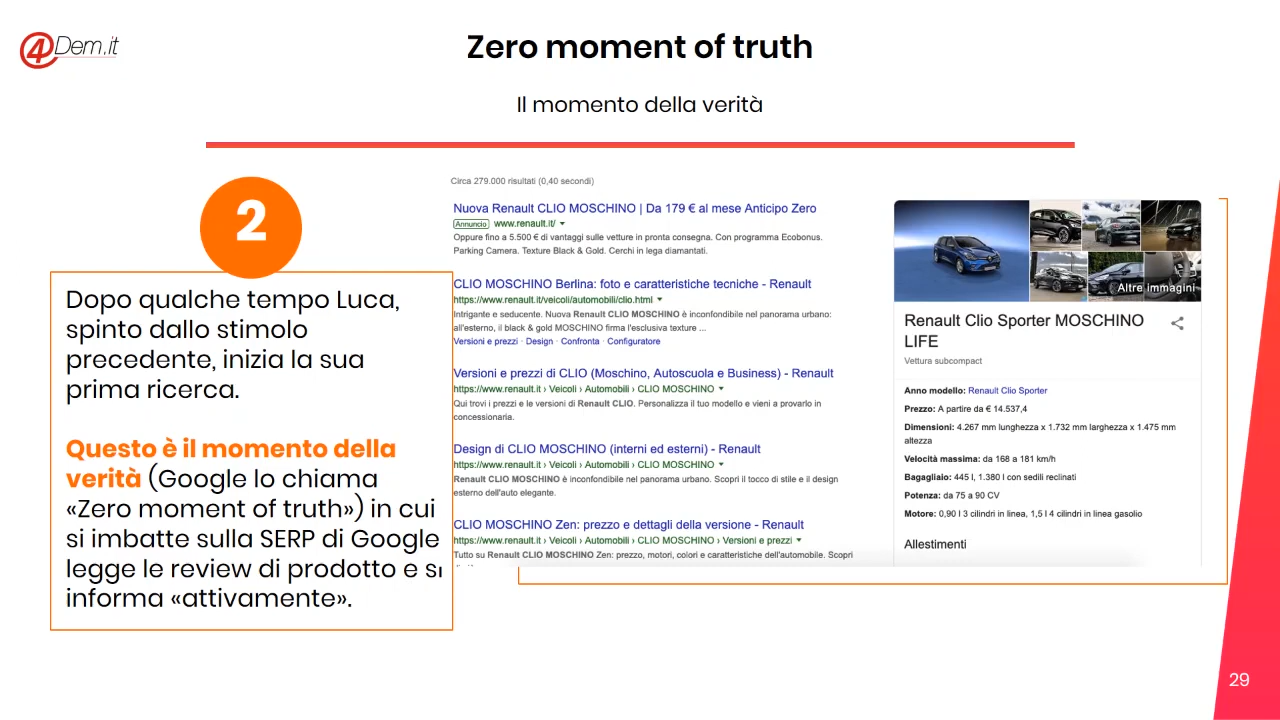 4Dem.it
Zero moment of truth
Il momento della verità
2
Dopo qualche tempo Luca,
spinto dallo stimolo
precedente, inizia la sua
prima ricerca.
Questo è il momento della
verità (Google lo chiama
«Zero moment of truth») in cui
si imbatte sulla SERP di Google
legge le review di prodotto e si
informa «attivamente».
Circa 279.000 risultati (0,40 secondi)
Nuova Renault CLIO MOSCHINO | Da 179 € al mese Anticipo Zero
Annuncio www.renault.it/
Oppure fino a 5.500 € di vantaggi sulle vetture in pronta consegna. Con programma Ecobonus.
Parking Camera. Texture Black & Gold. Cerchi in lega diamantati.
CLIO MOSCHINO Berlina: foto e caratteristiche tecniche - Renault
https://www.renault.it/veicoli/automobili/clio.html
Intrigante e seducente. Nuova Renault CLIO MOSCHINO è inconfondibile nel panorama urbano:
all'esterno, il black & gold MOSCHINO firma l'esclusiva texture ...
Versioni e prezzi · Design · Confronta · Configuratore
Versioni e prezzi di CLIO (Moschino, Autoscuola e Business) - Renault
https://www.renault.it › Veicoli › Automobili › CLIO MOSCHINO
Qui trovi i prezzi e le versioni di Renault CLIO. Personalizza il tuo modello e vieni a provarlo in
concessionaria.
Design di CLIO MOSCHINO (interni ed esterni) - Renault
https://www.renault.it › Veicoli › Automobili › CLIO MOSCHINO
Renault CLIO MOSCHINO è inconfondibile nel panorama urbano. Scopri il tocco di stile e il design
esterno dell'auto elegante.
CLIO MOSCHINO Zen: prezzo e dettagli della versione - Renault
https://www.renault.it › Veicoli › Automobili › CLIO MOSCHINO › Versioni e prezzi
Tutto su Renault CLIO MOSCHINO Zen: prezzo, motori, colori e caratteristiche dell'automobile. Scopri
Altre immagini
Renault Clio Sporter MOSCHINO
LIFE
Vettura subcompact
Anno modello: Renault Clio Sporter
Prezzo: A partire da € 14.537,4
Dimensioni: 4.267 mm lunghezza x 1.732 mm larghezza x 1.475 mm
altezza
Velocità massima: da 168 a 181 km/h
Bagagliaio: 445 l, 1.380 l con sedili reclinati
Potenza: da 75 a 90 CV
Motore: 0,90 l 3 cilindri in linea, 1,5 l 4 cilindri in linea gasolio
Allestimenti
29